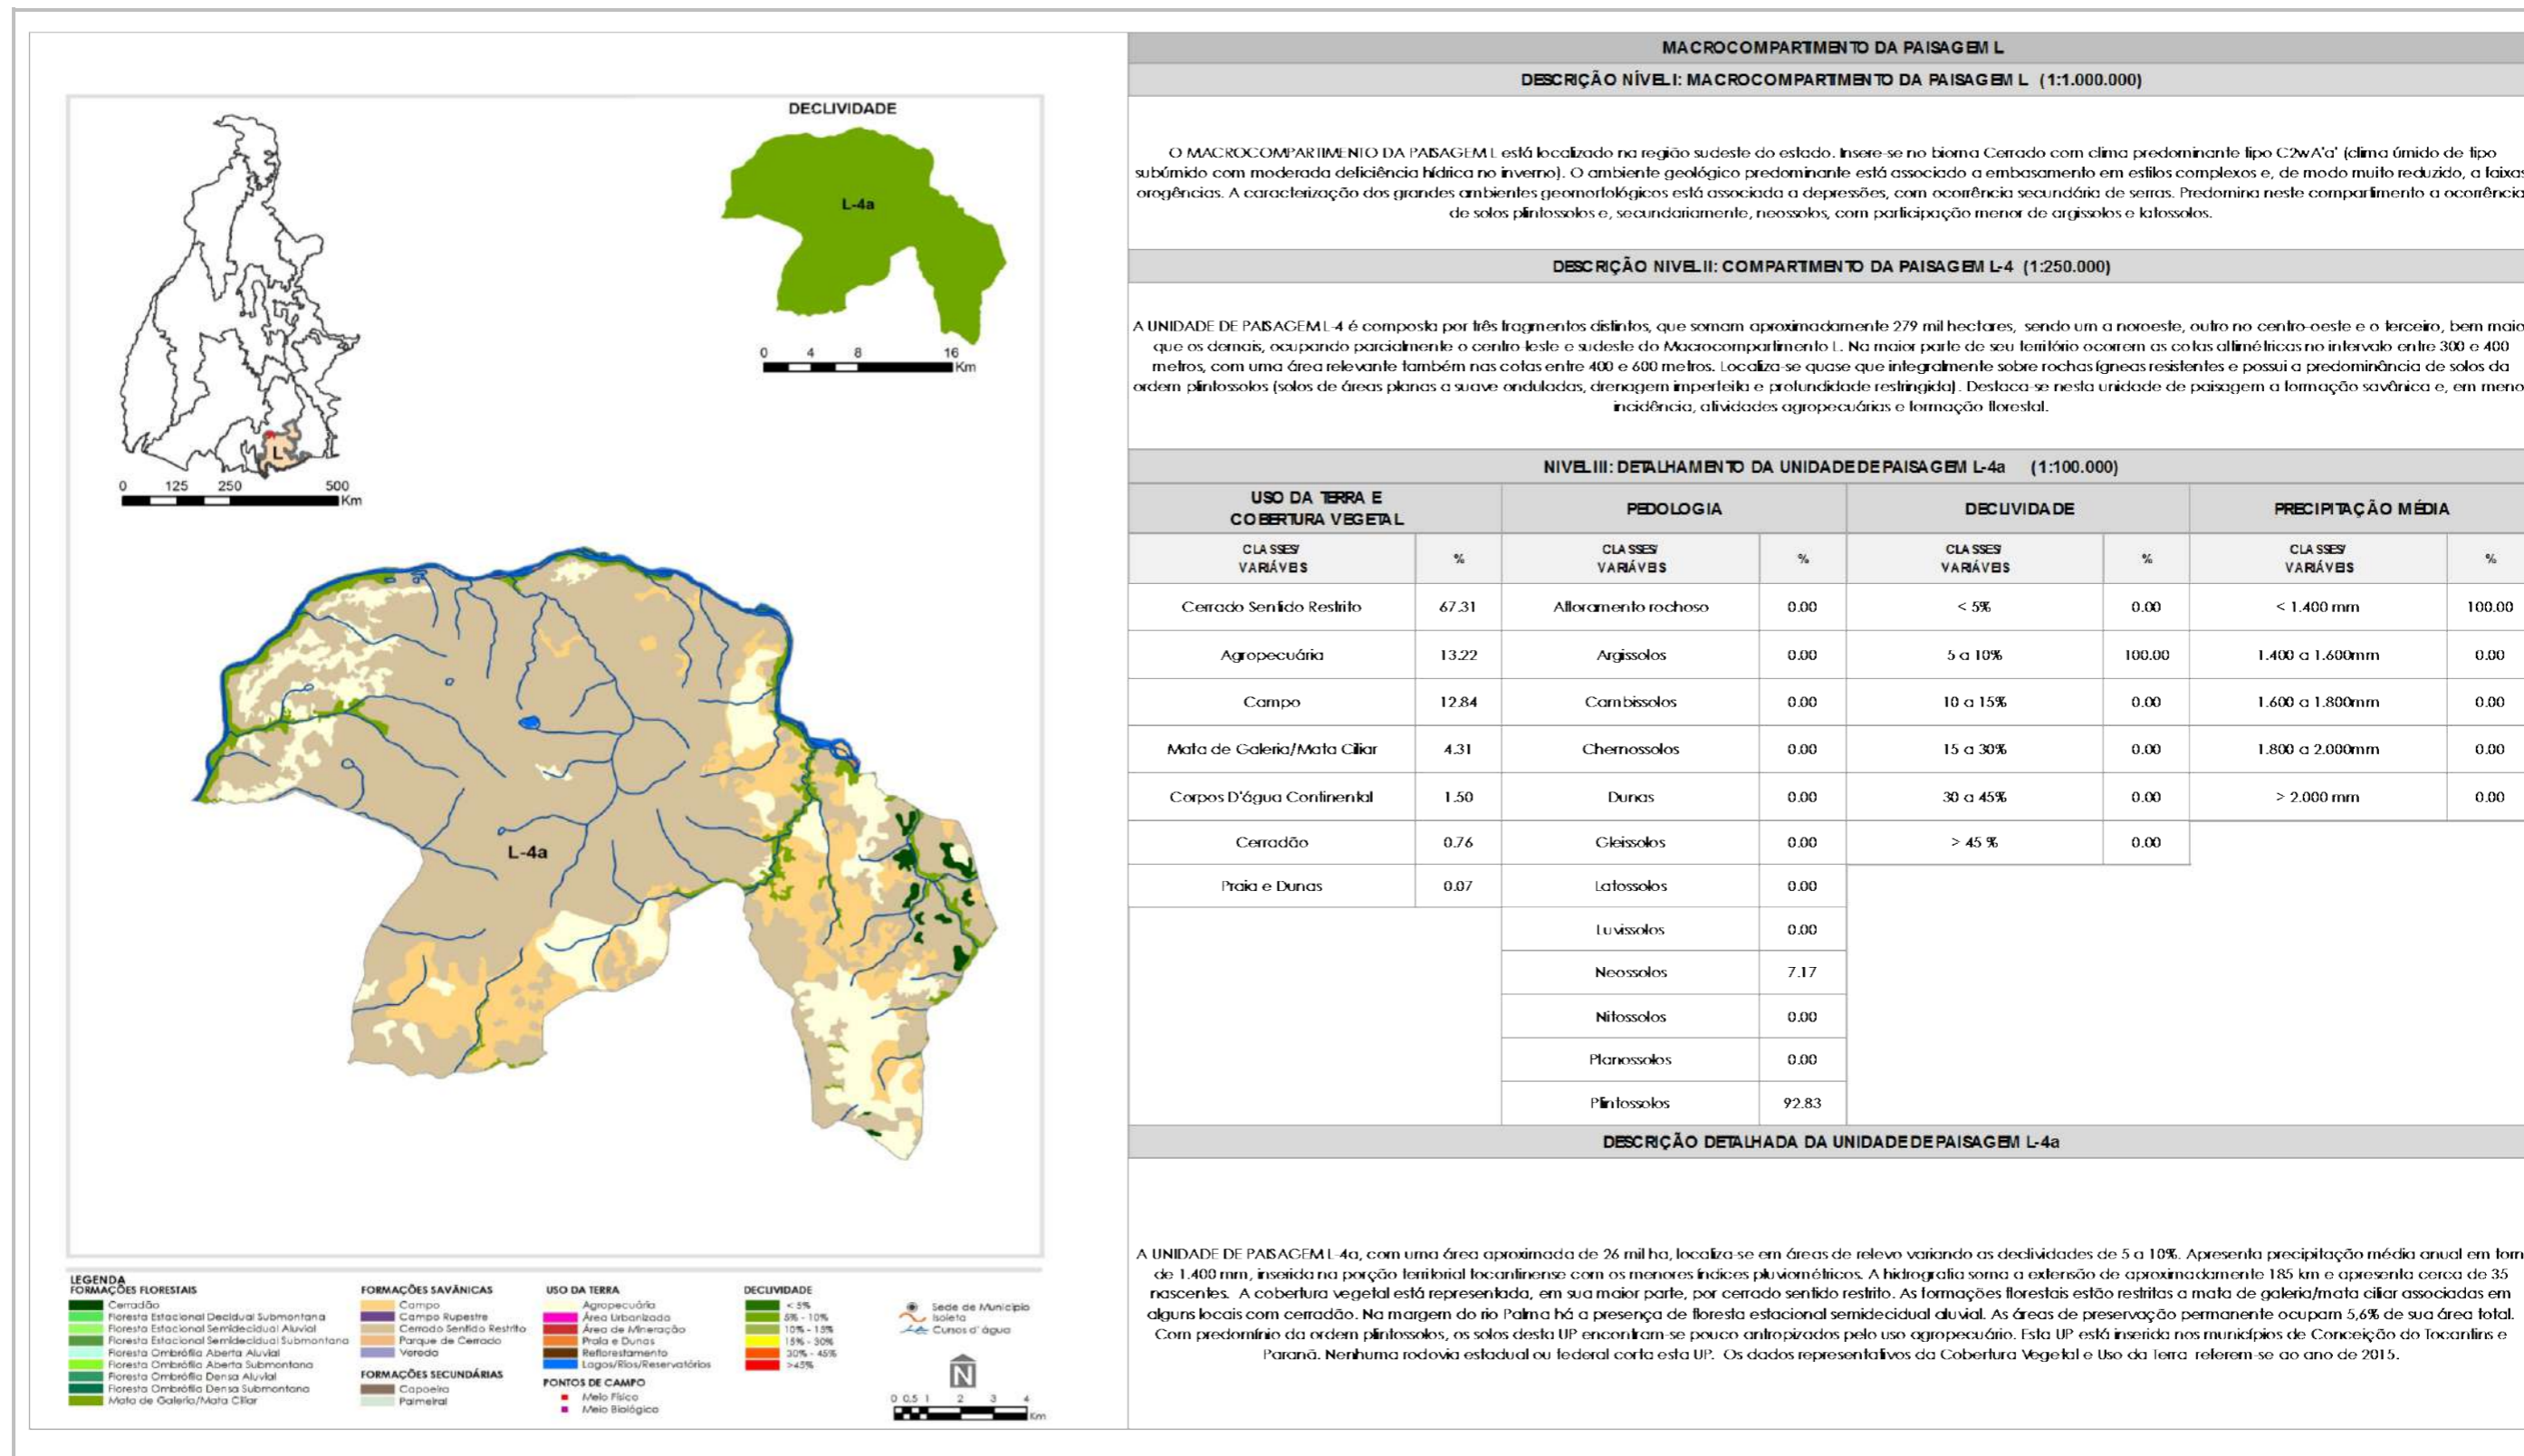 DECLIVIDADE
L-4a
0 4 8 16
Km
L
0 125 250 500
Km
L-4a
LEGENDA
FORMAÇÕES FLORESTAIS
Cerradão
Floresta Estacional Decidual Submontana
Floresta Estacional Semidecidual Aluvial
Floresta Estacional Semidecidual Submontana
Floresta Ombrófila Aberta Aluvial
Floresta Ombrófila Aberta Submontana
Floresta Ombrófila Densa Aluvial
Floresta Ombrófila Densa Submontana
Mata de Galeria/Mata Ciliar
FORMAÇÕES SAVÂNICAS
Campo
Campo Rupestre
Cerrado Sentido Restrito
Parque de Cerrado
Vereda
FORMAÇÕES SECUNDÁRIAS
Capoeira
Palmeiral
USO DA TERRA
Agropecuária
Área Urbanizada
Área de Mineração
Praia e Dunas
Reflorestamento
Lagos/Rios/Reservatórios
PONTOS DE CAMPO
Meio Físico
Meio Biológico
DECLIVIDADE
< 5%
5% - 10%
10% - 15%
15% - 30%
30% - 45%
>45%
Sede de Município
Isoieta
Cursos d'água
N
0 0,5 1 2 3 4
Km
MACROCOMPARTIMENTO DA PAISAGEM L
DESCRIÇÃO NÍVEL I: MACROCOMPARTIMENTO DA PAISAGEM L (1:1.000.000)
O MACROCOMPARTIMENTO DA PAISAGEM L está localizado na região sudeste do estado. Insere-se no bioma Cerrado com clima predominante tipo C2wA'a' (clima úmido de tipo
subúmido com moderada deficiência hídrica no inverno). O ambiente geológico predominante está associado a embasamento em estilos complexos e, de modo muito reduzido, a faixas
orogências. A caracterização dos grandes ambientes geomorfológicos está associada a depressões, com ocorrência secundária de serras. Predomina neste compartimento a ocorrência
de solos plintossolos e, secundariamente, neossolos, com participação menor de argissolos e latossolos.
DESCRIÇÃO NIVEL II: COMPARTIMENTO DA PAISAGEM L-4 (1:250.000)
A UNIDADE DE PAISAGEM L-4 é composta por três fragmentos distintos, que somam aproximadamente 279 mil hectares, sendo um a noroeste, outro no centro-oeste e o terceiro, bem maio
que os demais, ocupando parcialmente o centro-leste e sudeste do Macrocompartimento L. Na maior parte de seu território ocorrem as cotas altimétricas no intervalo entre 300 e 400
metros, com uma área relevante também nas cotas entre 400 e 600 metros. Localiza-se quase que integralmente sobre rochas ígneas resistentes e possui a predominância de solos da
ordem plintossolos (solos de áreas planas a suave onduladas, drenagem imperfeita e profundidade restringida). Destaca-se nesta unidade de paisagem a formação savânica e, em meno
incidência, atividades agropecuárias e formação florestal.
NIVEL III: DETALHAMENTO DA UNIDADE DE PAISAGEM L-4a (1:100.000)
USO DA TERRA E
COBERTURA VEGETAL
PEDOLOGIA
DECLIVIDADE
PRECIPITAÇÃO MÉDIA
CLASSES/
VARIÁVEIS
%
CLASSES/
VARIÁVEIS
%
CLASSES/
VARIÁVEIS
%
CLASSES/
VARIÁVEIS
%
Cerrado Sentido Restrito 67.31 Afloramento rochoso 0.00 < 5% 0.00 < 1.400 mm 100.00
Agropecuária 13.22 Argissolos 0.00 5 a 10% 100.00 1.400 a 1.600mm 0.00
Campo 12.84 Cambissolos 0.00 10 a 15% 0.00 1.600 a 1.800mm 0.00
Mata de Galeria/Mata Ciliar 4.31 Chernossolos 0.00 15 a 30% 0.00 1.800 a 2.000mm 0.00
Corpos D'água Continental 1.50 Dunas 0.00 30 a 45% 0.00 > 2.000 mm 0.00
Cerradão 0.76 Gleissolos 0.00 > 45 % 0.00
Praia e Dunas 0.07 Latossolos 0.00
Luvissolos 0.00
Neossolos 7.17
Nitossolos 0.00
Planossolos 0.00
Plintossolos 92.83
DESCRIÇÃO DETALHADA DA UNIDADE DE PAISAGEM L-4a
A UNIDADE DE PAISAGEM L-4a, com uma área aproximada de 26 mil ha, localiza-se em áreas de relevo variando as declividades de 5 a 10%. Apresenta precipitação média anual em torn
de 1.400 mm, inserida na porção territorial tocantinense com os menores índices pluviométricos. A hidrografia soma a extensão de aproximadamente 185 km e apresenta cerca de 35
nascentes. A cobertura vegetal está representada, em sua maior parte, por cerrado sentido restrito. As formações florestais estão restritas a mata de galeria/mata ciliar associadas em
alguns locais com cerradão. Na margem do rio Palma há a presença de floresta estacional semidecidual aluvial. As áreas de preservação permanente ocupam 5,6% de sua área total.
Com predomínio da ordem plintossolos, os solos desta UP encontram-se pouco antropizados pelo uso agropecuário. Esta UP está inserida nos municípios de Conceição do Tocantins e
Paranã. Nenhuma rodovia estadual ou federal corta esta UP. Os dados representativos da Cobertura Vegetal e Uso da Terra referem-se ao ano de 2015.